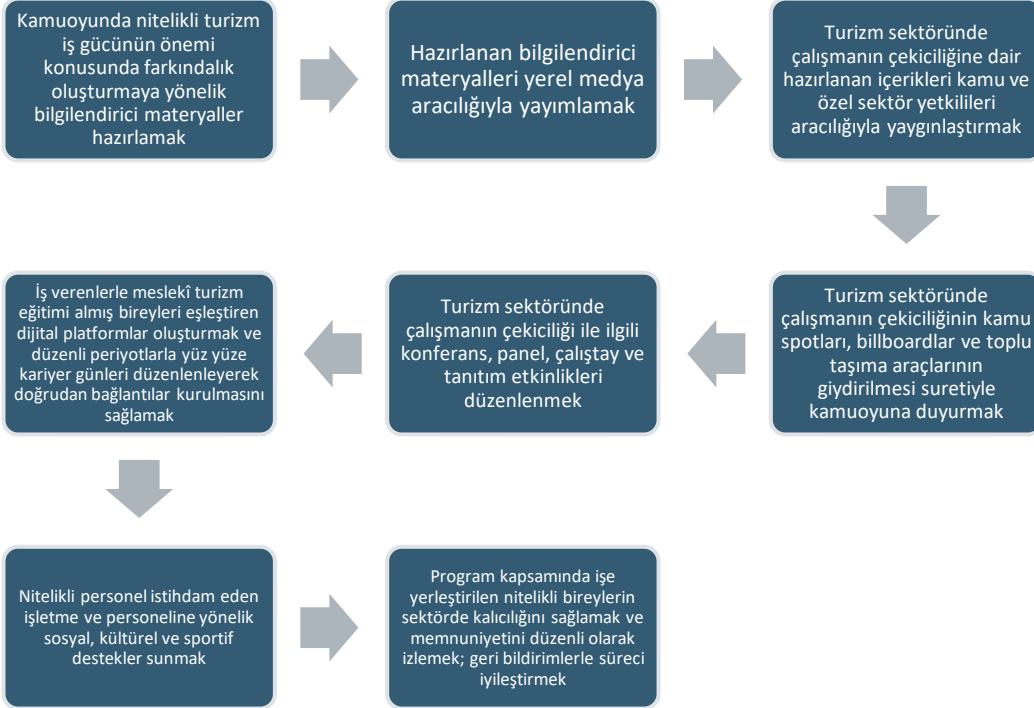 Kamuoyunda nitelikli turizm
iş gücünün önemi
konusunda farkındalık
oluşturmaya yönelik
bilgilendirici materyaller
hazırlamak
Hazırlanan bilgilendirici
materyalleri yerel medya
aracılığıyla yayımlamak
Turizm sektöründe
çalışmanın çekiciliğine dair
hazırlanan içerikleri kamu ve
özel sektör yetkilileri
aracılığıyla yaygınlaştırmak
Turizm sektöründe
çalışmanın çekiciliğinin kamu
spotları, billboardlar ve toplu
taşıma araçlarının
giydirilmesi suretiyle
kamuoyuna duyurmak
Turizm sektöründe
çalışmanın çekiciliği ile ilgili
konferans, panel, çalıştay ve
tanıtım etkinlikleri
düzenlenmek
İş verenlerle meslekî turizm
eğitimi almış bireyleri eşleştiren
dijital platformlar oluşturmak ve
düzenli periyotlarla yüz yüze
kariyer günleri düzenlenleyerek
doğrudan bağlantılar kurulmasını
sağlamak
Nitelikli personel istihdam eden
işletme ve personeline yönelik
sosyal, kültürel ve sportif
destekler sunmak
Program kapsamında işe
yerleştirilen nitelikli bireylerin
sektörde kalıcılığını sağlamak ve
memnuniyetini düzenli olarak
izlemek; geri bildirimlerle süreci
iyileştirmek